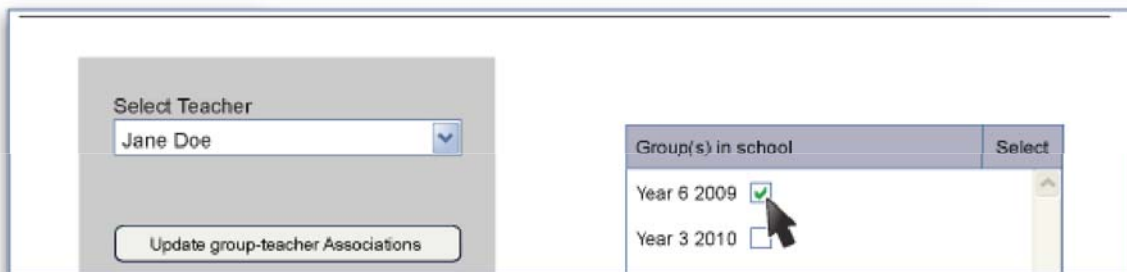 Select Teacher
Jane Doe
Update group-teacher Associations
Group(s) in school Select
Year 6 2009
Year 3 2010